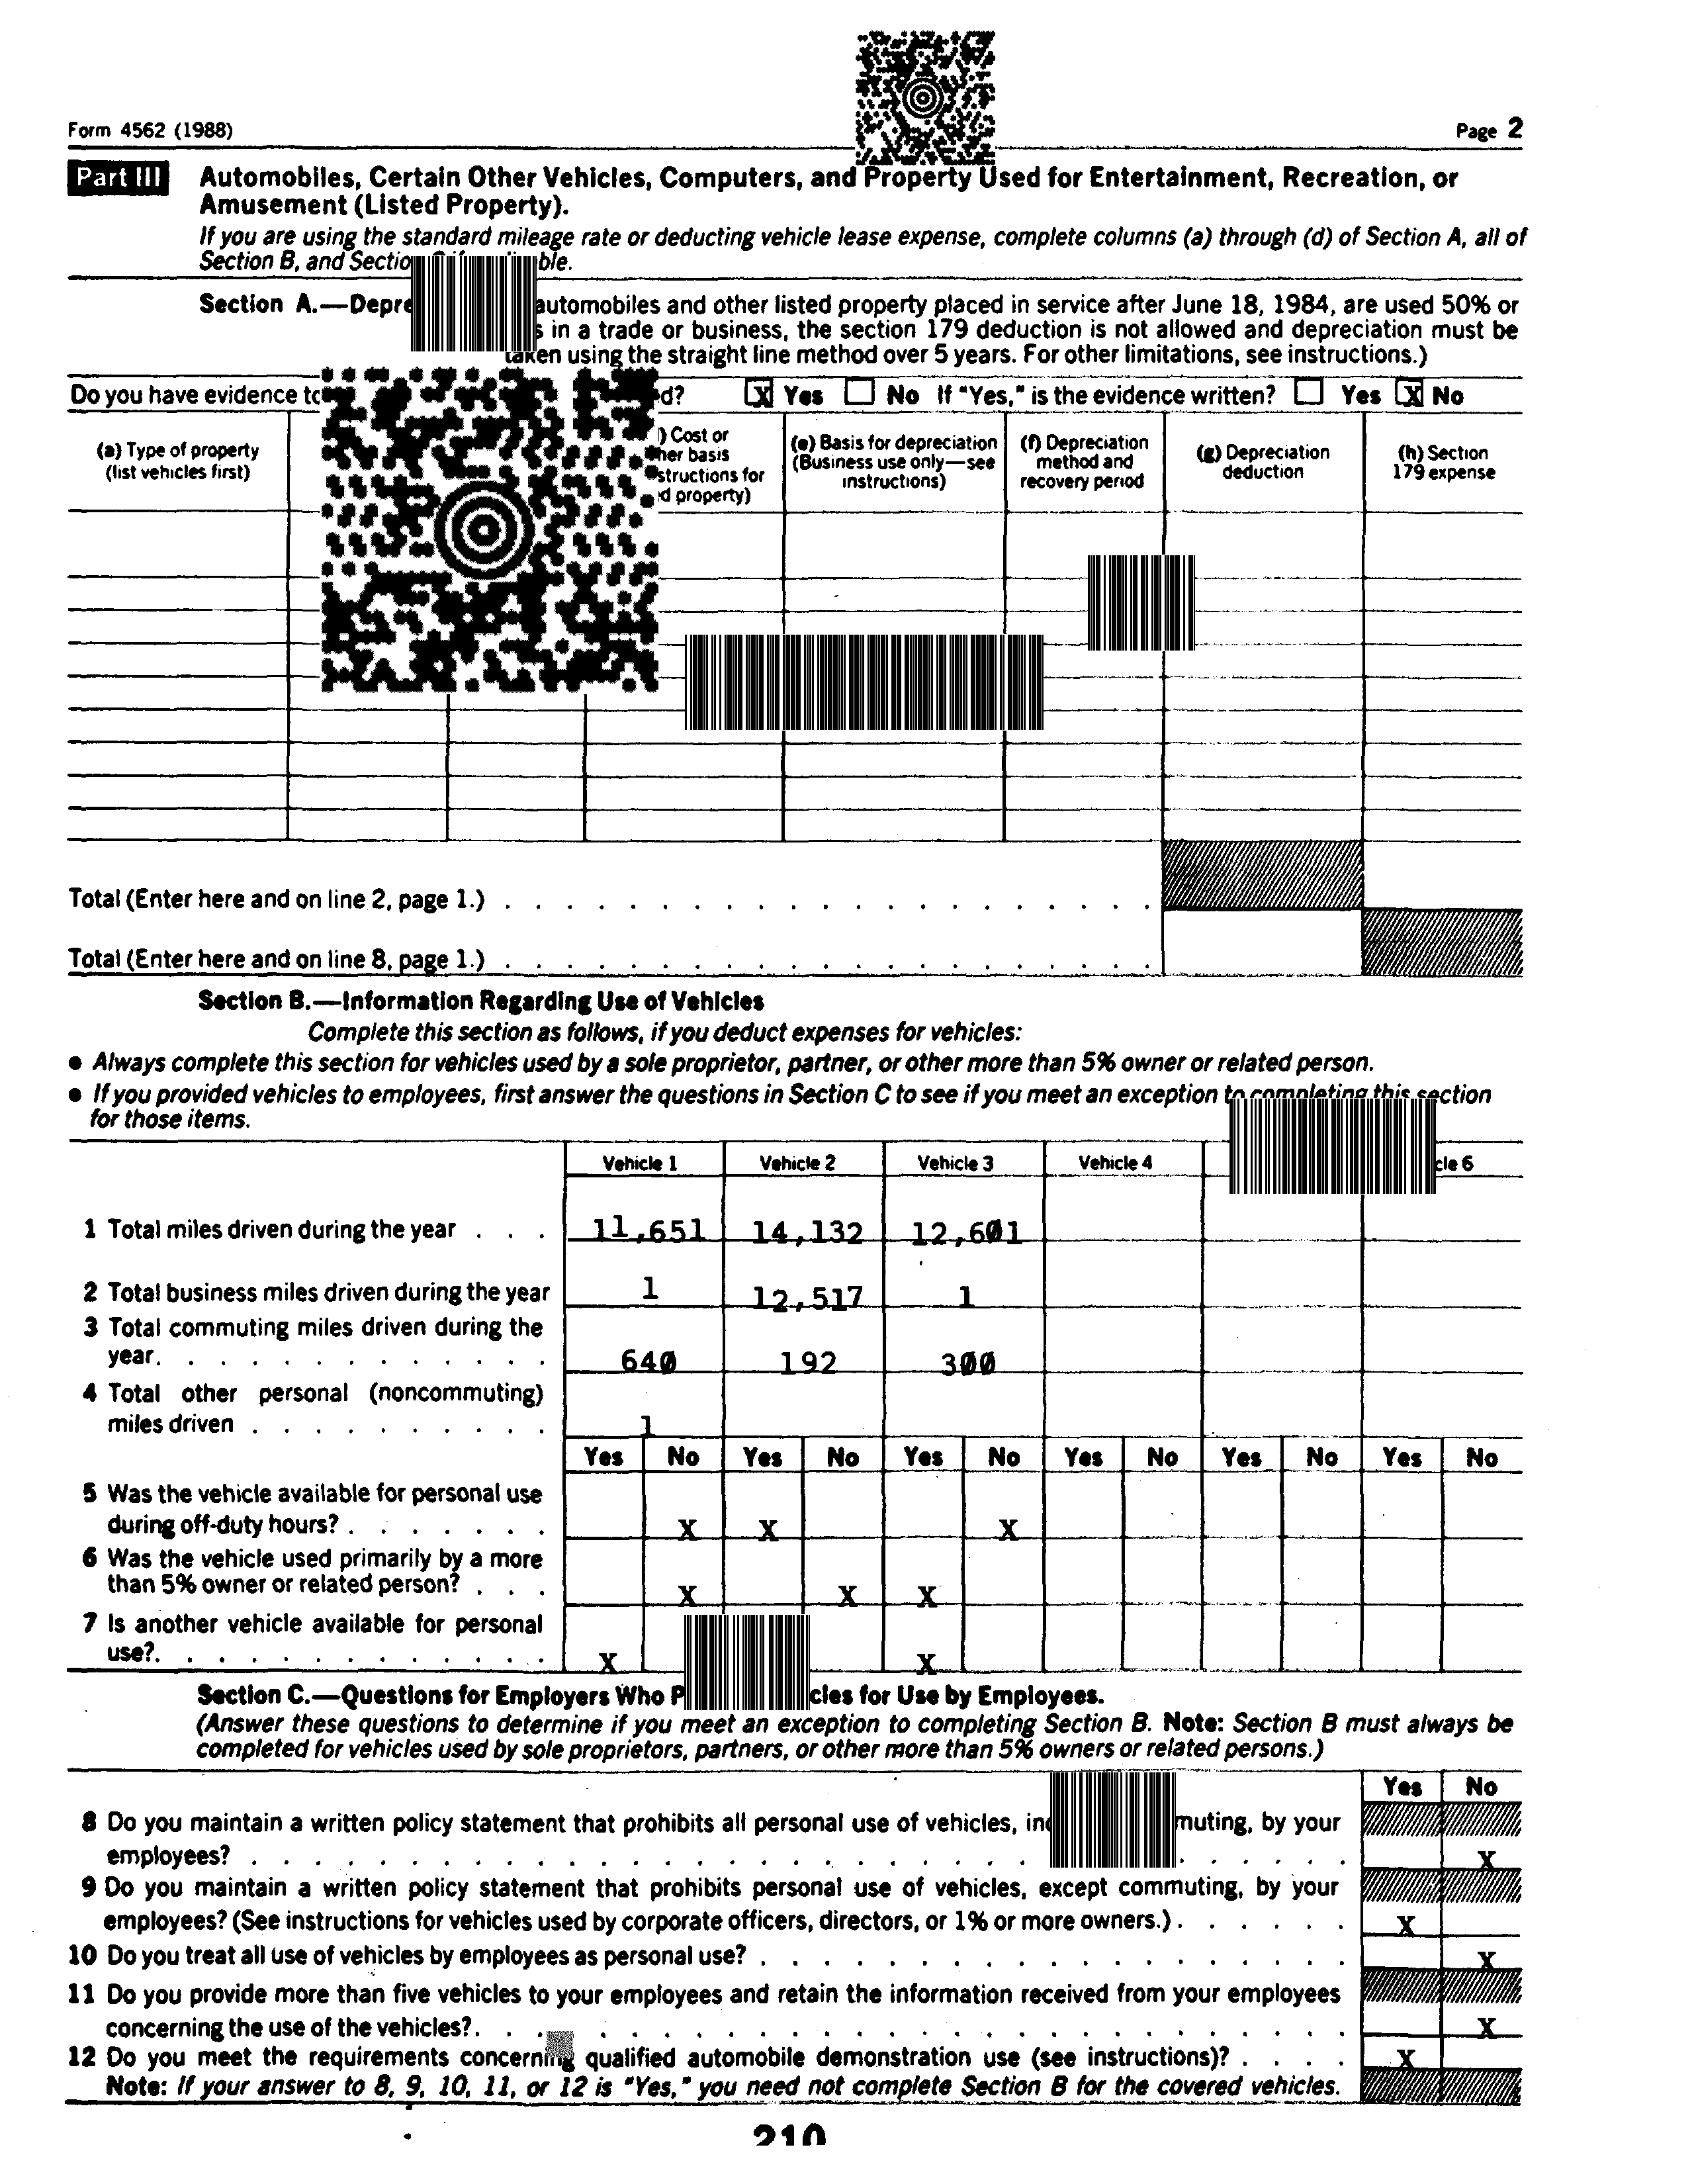 Form 4562 (1988)
Page 2
Part III
Automobiles, Certain Other Vehicles, Computers, and Property Used for Entertainment, Recreation, or
Amusement (Listed Property).
If you are using the standard mileage rate or deducting vehicle lease expense, complete columns (a) through (d) of Section A, all of
Section B, and
Section A.— automobiles and other listed property placed in service after June 18, 1984, are used 50% or
in a trade or business, the section 179 deduction is not allowed and depreciation must be
taken using the straight line method over 5 years. For other limitations, see instructions.)
Do you have evidence X Yes No If "Yes," is the evidence written? Yes X No
(a) Type of property
(list vehicles first)
Cost or
basis
for
property)
(e) Basis for depreciation
(Business use only—see
instructions)
(f) Depreciation
method and
recovery period
(g) Depreciation
deduction
(h) Section
179 expense
Total (Enter here and on line 2, page 1.)
Total (Enter here and on line 8, page 1.)
Section B.—Information Regarding Use of Vehicles
Complete this section as follows, if you deduct expenses for vehicles:
● Always complete this section for vehicles used by a sole proprietor, partner, or other more than 5% owner or related person.
● If you provided vehicles to employees, first answer the questions in Section C to see if you meet an exception to completing this section
for those items.
Vehicle 1 Vehicle 2 Vehicle 3 Vehicle 4 6
1 Total miles driven during the year . . . 11,651 14,132 12,601
2 Total business miles driven during the year 1 12,517 1
3 Total commuting miles driven during the
year. 640 192 300
4 Total other personal (noncommuting)
miles driven 1
Yes No Yes No Yes No Yes No Yes No Yes No
5 Was the vehicle available for personal use
during off-duty hours? X X X
6 Was the vehicle used primarily by a more
than 5% owner or related person? X X X
7 Is another vehicle available for personal
use? X X
Section C.—Questions for Employers Who for Use by Employees.
(Answer these questions to determine if you meet an exception to completing Section B. Note: Section B must always be
completed for vehicles used by sole proprietors, partners, or other more than 5% owners or related persons.)
Yes No
8 Do you maintain a written policy statement that prohibits all personal use of vehicles, by your
employees? X
9 Do you maintain a written policy statement that prohibits personal use of vehicles, except commuting, by your
employees? (See instructions for vehicles used by corporate officers, directors, or 1% or more owners.) X
10 Do you treat all use of vehicles by employees as personal use? X
11 Do you provide more than five vehicles to your employees and retain the information received from your employees
concerning the use of the vehicles? X
12 Do you meet the requirements concerning qualified automobile demonstration use (see instructions)? X
Note: If your answer to 8, 9, 10, 11, or 12 is "Yes," you need not complete Section B for the covered vehicles.
210